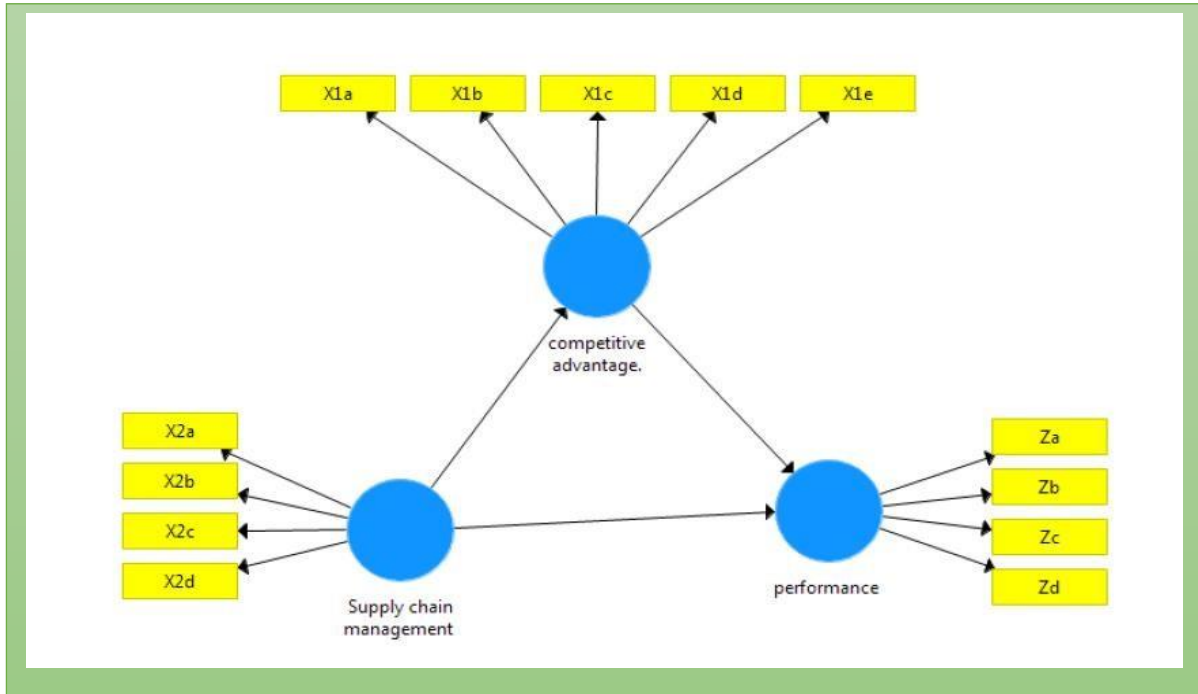 X1a
X1b
X1c
X1d
X1e
competitive
advantage.
X2a
X2b
X2c
X2d
Supply chain
management
performance
Za
Zb
Zc
Zd